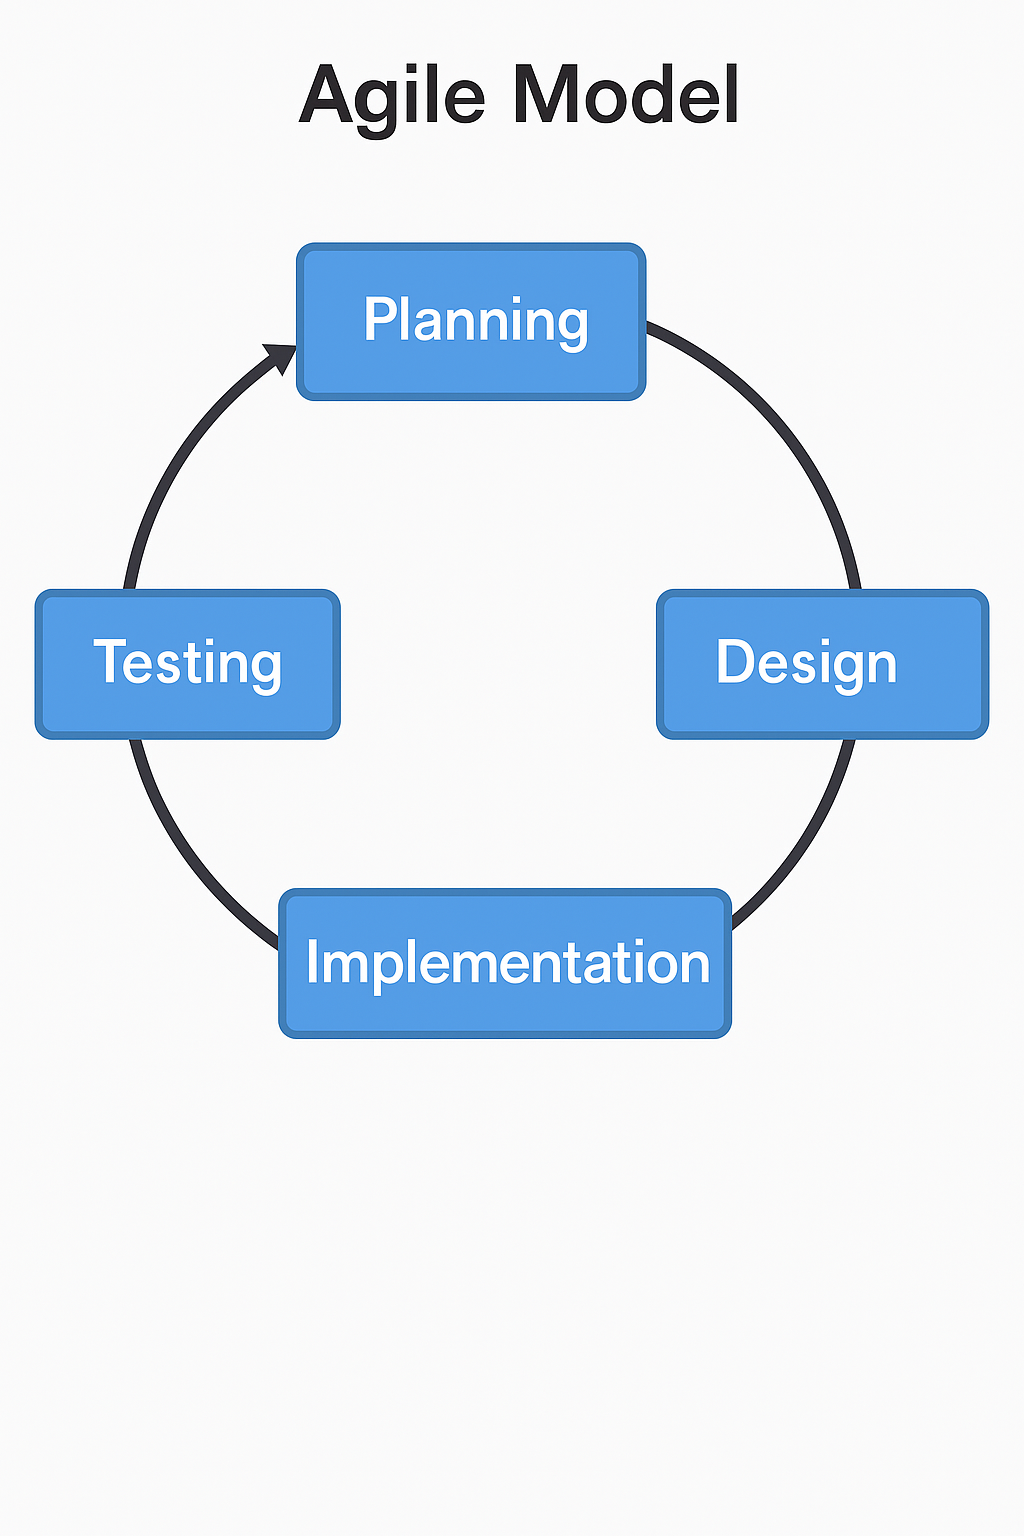 Agile Model
Planning
Testing
Design
Implementation